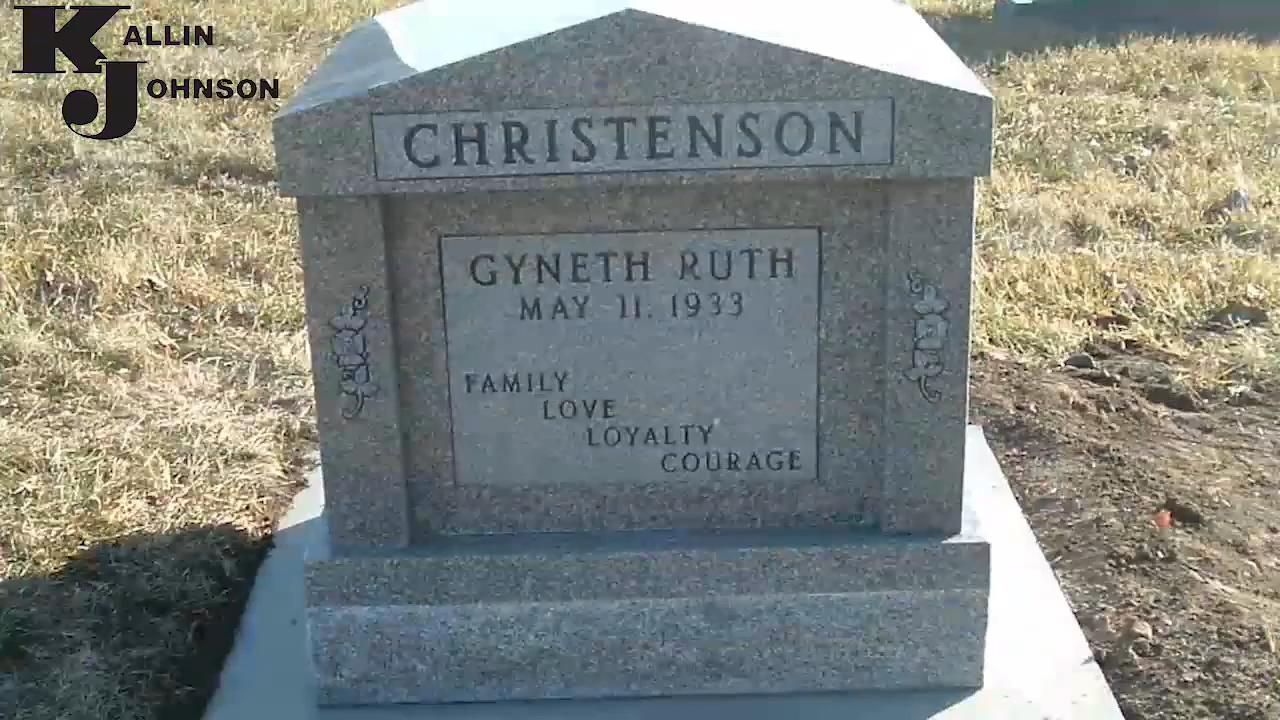 KALLIN
JOHNSON
CHRISTENSON
GYNETH RUTH
MAY 11, 1933
FAMILY
LOVE
LOYALTY
COURAGE